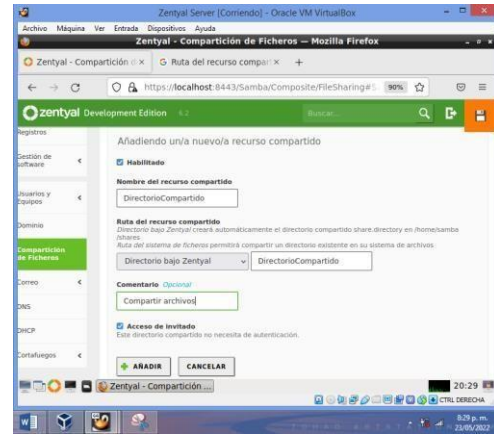 Zentyal Server [Corriendo] - Oracle VM VirtualBox
Archivo Máquina Ver Entrada Dispositivos Ayuda
Zentyal - Compartición de Ficheros — Mozilla Firefox
Zentyal - Compartición d
Ruta del recurso compar
https://localhost:8443/Samba/Composite/FileSharing#S
90%
zentyal Development Edition 6.2
Buscar...
Registros
Gestión de software
Usuarios y Equipos
Dominio
Compartición de Ficheros
Correo
DNS
DHCP
Cortafuegos
Añadiendo un/a nuevo/a recurso compartido
Habilitado
Nombre del recurso compartido
DirectorioCompartido
Ruta del recurso compartido
Directorio bajo Zentyal creará automáticamente el directorio compartido share.directory en /home/samba
/shares
Ruta del sistema de ficheros permitirá compartir un directorio existente en su sistema de archivos
Directorio bajo Zentyal DirectorioCompartido
Comentario Opcional
Compartir archivos
Acceso de invitado
Este directorio compartido no necesita de autenticación.
+ AÑADIR CANCELAR
Zentyal - Compartición ...
20:29
CTRL DERECHA
8:29 p. m.
23/05/2022